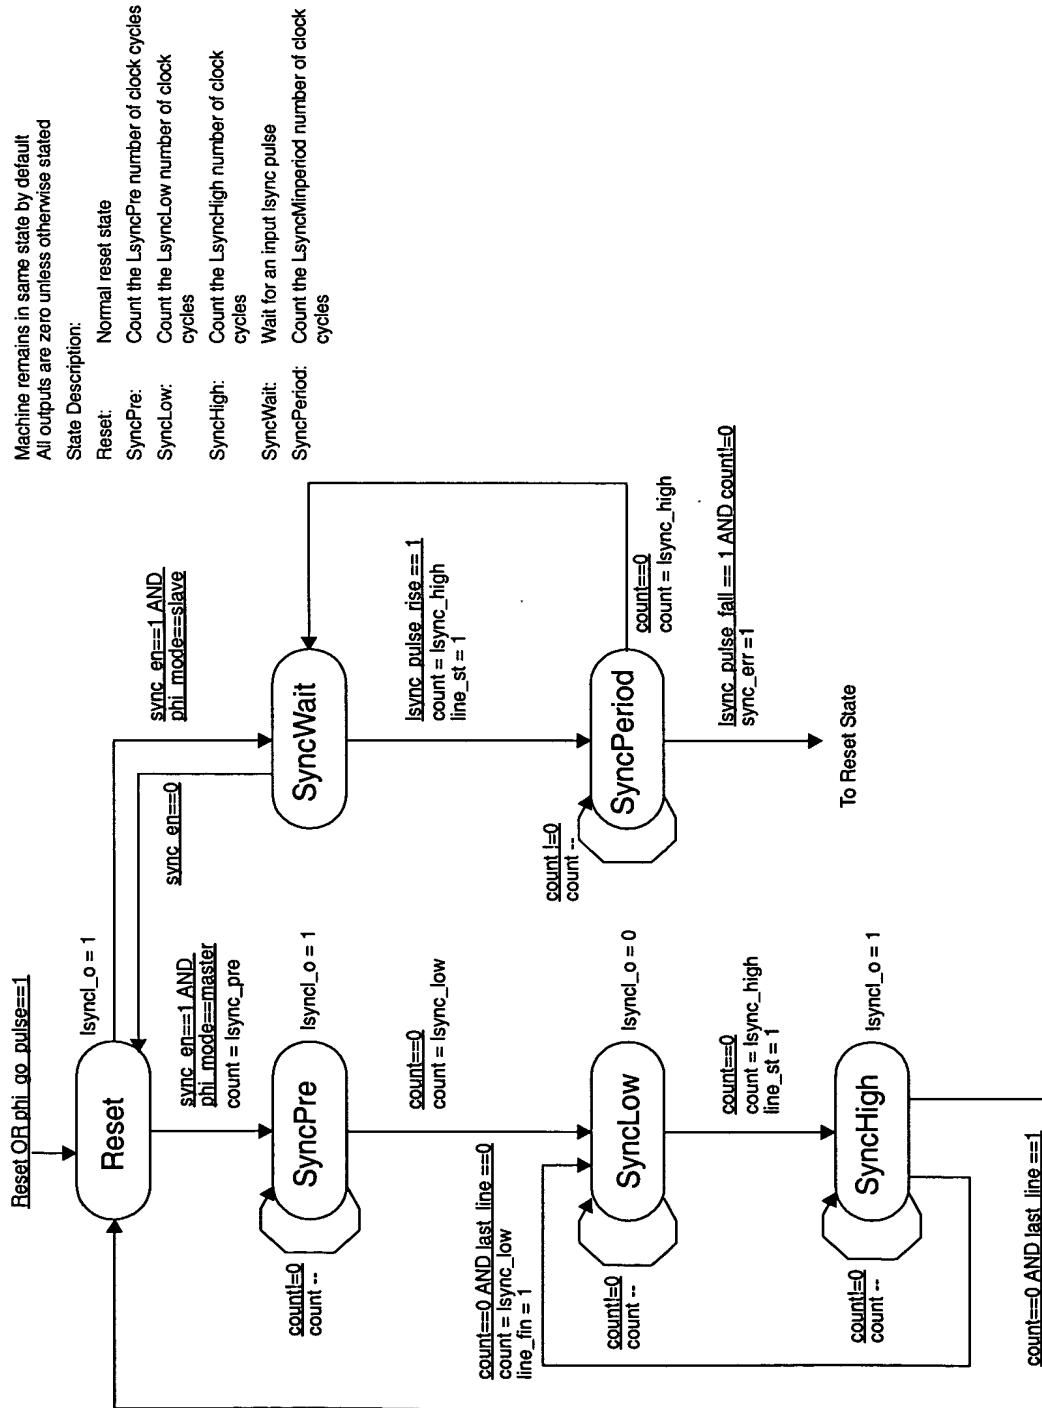 Machine remains in same state by default
All outputs are zero unless otherwise stated
State Description:
Reset: Normal reset state
SyncPre: Count the LsyncPre number of clock cycles
SyncLow: Count the LsyncLow number of clock
cycles
SyncHigh: Count the LsyncHigh number of clock
cycles
SyncWait: Wait for an input lsync pulse
SyncPeriod: Count the LsyncMinperiod number of clock
cycles
Reset OR phi_go_pulse==1
Reset
lsyncl_o = 1
sync_en==1 AND
phi_mode==slave
sync_en==0
SyncWait
sync_en==1 AND
phi_mode==master
count = lsync_pre
SyncPre
lsyncl_o = 1
count!=0
count --
lsync_pulse_rise == 1
count = lsync_high
line_st = 1
count==0
count = lsync_low
count==0 AND last_line ==0
count = lsync_low
line_fin = 1
SyncLow
lsyncl_o = 0
count!=0
count --
SyncPeriod
count !=0
count --
count==0
count = lsync_high
lsync_pulse_fall == 1 AND count!=0
sync_err =1
To Reset State
count==0
count = lsync_high
line_st = 1
SyncHigh
lsyncl_o = 1
count!=0
count --
count==0 AND last_line ==1